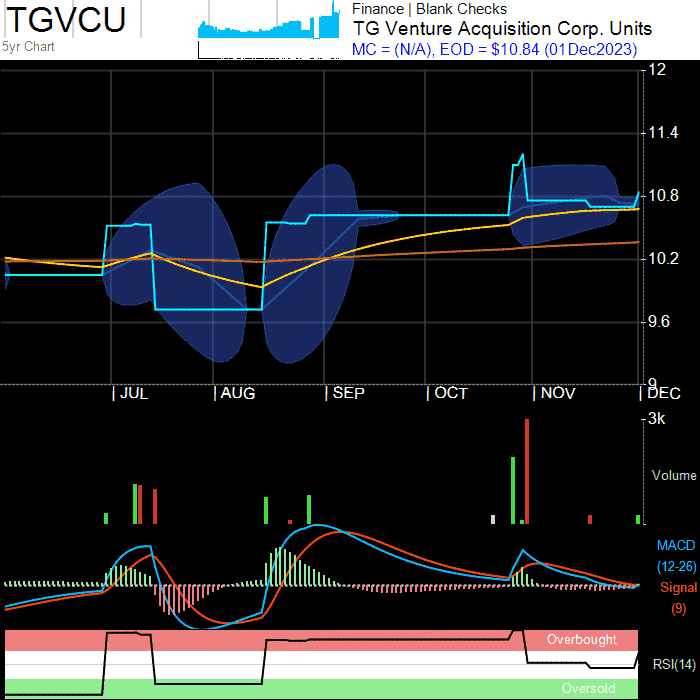 TGVCU
5yr Chart
Finance | Blank Checks
TG Venture Acquisition Corp. Units
MC = (N/A), EOD = $10.84 (01Dec2023)
12
11.4
10.8
10.2
9.6
9
JUL AUG SEP OCT NOV DEC
3k
Volume
MACD
(12-26)
Signal
(9)
Overbought
RSI(14)
Oversold